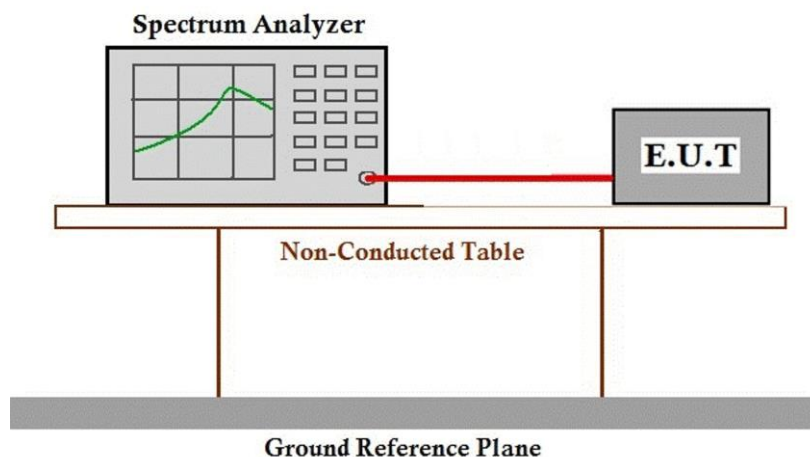 Spectrum Analyzer
E.U.T
Non-Conducted Table
Ground Reference Plane